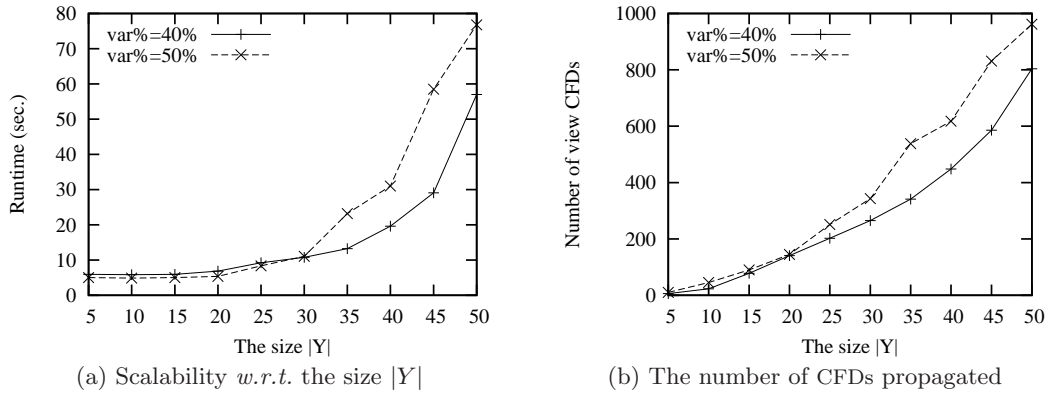 80
70
60
50
40
30
20
10
0
Runtime (sec.)
var%=40%
var%=50%
5 10 15 20 25 30 35 40 45 50
The size |Y|
(a) Scalability w.r.t. the size |Y|
1000
800
600
400
200
0
Number of view CFDs
var%=40%
var%=50%
5 10 15 20 25 30 35 40 45 50
The size |Y|
(b) The number of CFDs propagated